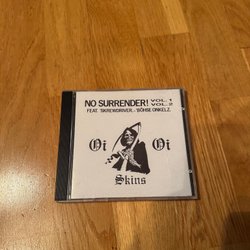 NO SURRENDER! VOL. 1
VOL. 2
FEAT. SKREWDRIVER, - 'BÖHSE ONKELZ.
Oi Oi
Skins